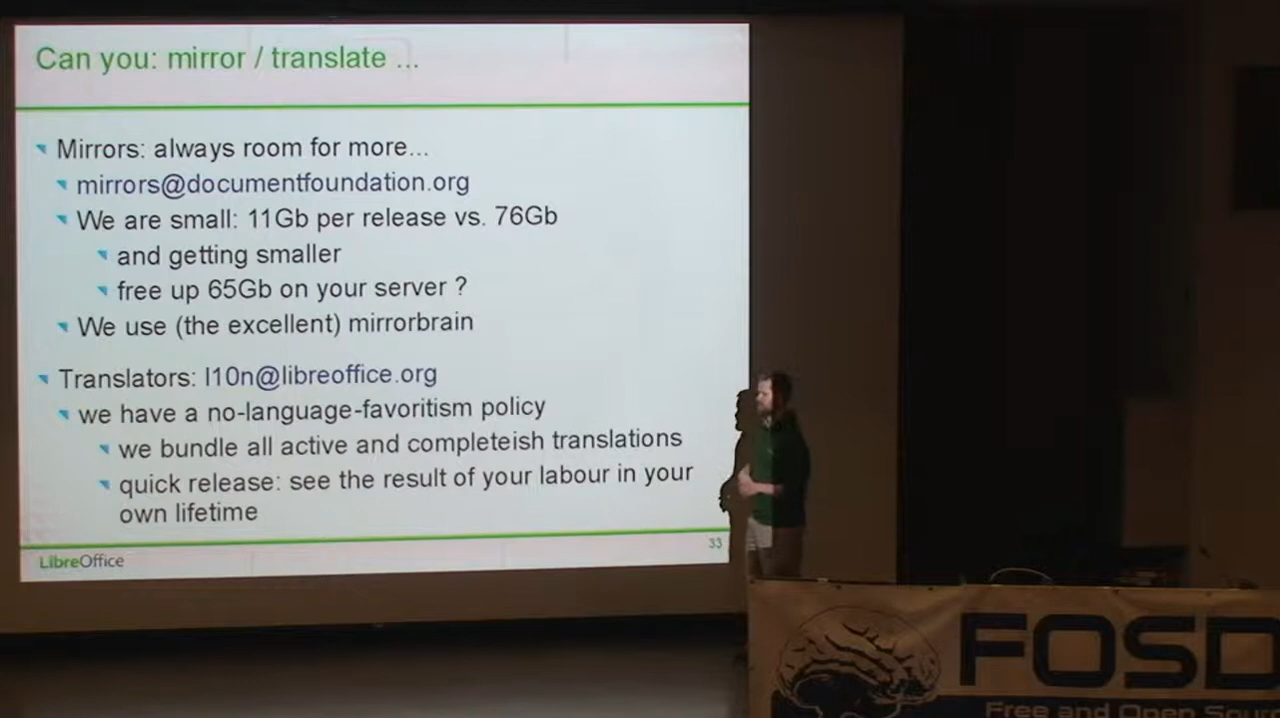 Can you: mirror / translate ...
Mirrors: always room for more...
mirrors@documentfoundation.org
We are small: 11Gb per release vs. 76Gb
and getting smaller
free up 65Gb on your server ?
We use (the excellent) mirrorbrain
Translators: l10n@libreoffice.org
we have a no-language-favoritism policy
we bundle all active and completeish translations
quick release: see the result of your labour in your
own lifetime
33
LibreOffice
FOSD
Free and Open Sour